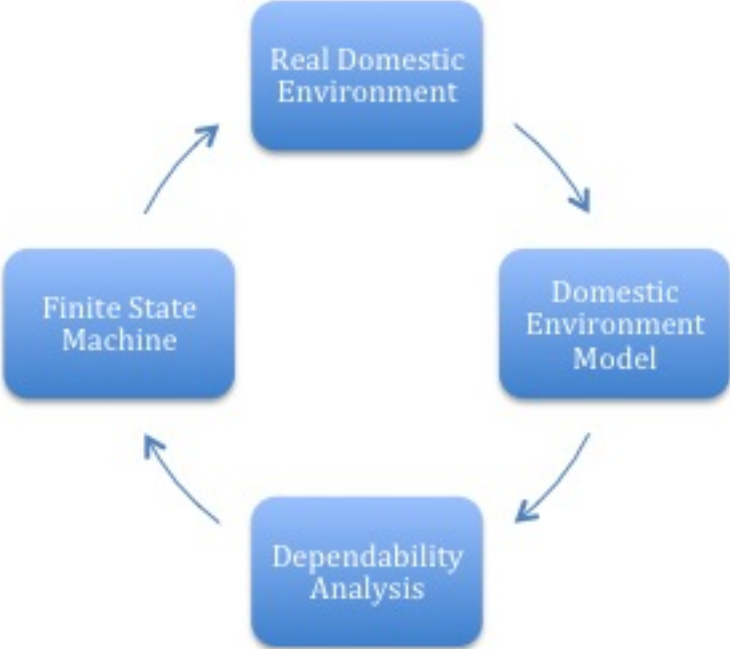 Real Domestic
Environment
Domestic
Environment
Model
Dependability
Analysis
Finite State
Machine